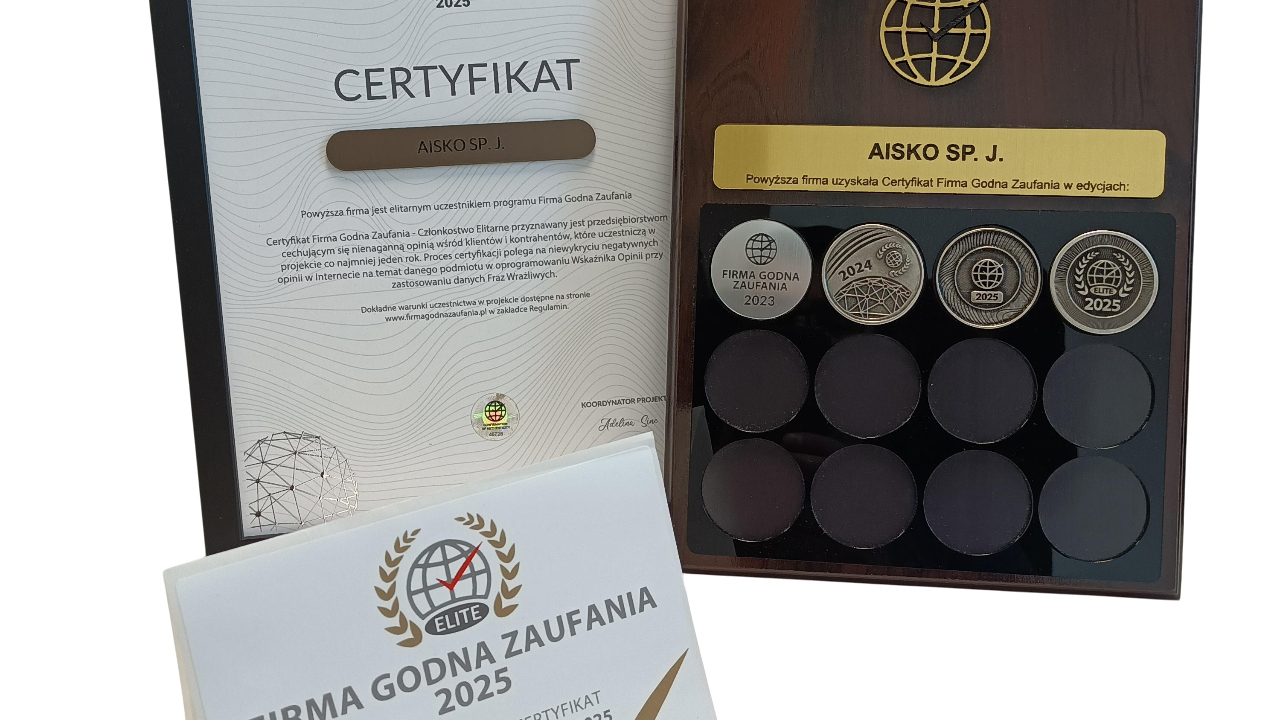 2025
CERTYFIKAT
AISKO SP. J.
Powyższa firma jest elitarnym uczestnikiem programu Firma Godna Zaufania
Certyfikat Firma Godna Zaufania - Członkostwo Elitarne przyznawany jest przedsiębiorstwom
cechującym się nienaganną opinią wśród klientów i kontrahentów, które uczestniczą w
projekcie co najmniej jeden rok. Proces certyfikacji polega na niewykryciu negatywnych
opinii w internecie na temat danego podmiotu w oprogramowaniu Wskaźnika Opinii przy
zastosowaniu danych Fraz Wrażliwych.
Dokładne warunki uczestnictwa w projekcie dostępne na stronie
www.firmagodnazaufania.pl w zakładce Regulamin.
KOORDYNATOR PROJEKT
Adelina
AISKO SP. J.
Powyższa firma uzyskała Certyfikat Firma Godna Zaufania w edycjach:
FIRMA GODNA
ZAUFANIA
2023
2024
2025
ELITE
2025
ELITE
FIRMA GODNA ZAUFANIA
2025
CERTYFIKAT
2025